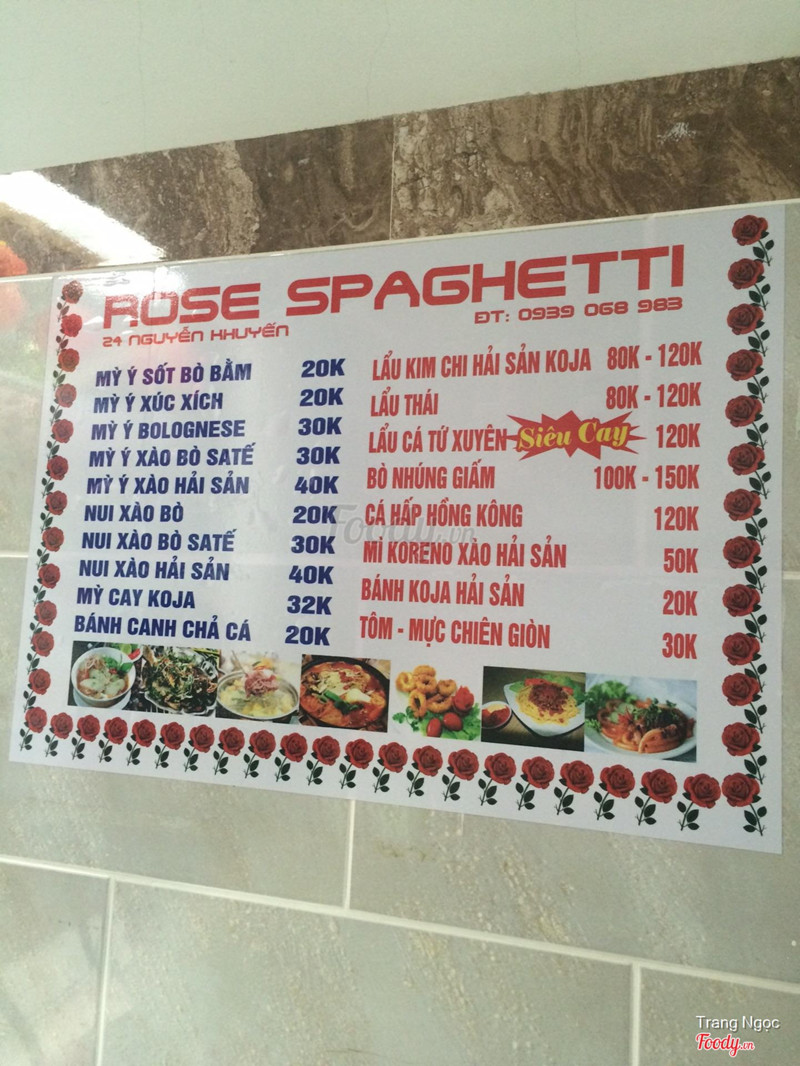 ROSE SPAGHETTI
24 NGUYỄN KHUYẾN
ĐT: 0939 068 983
MỲ Ý SỐT BÒ BẰM 20K
MỲ Ý XÚC XÍCH 20K
MỲ Ý BOLOGNESE 30K
MỲ Ý XÀO BÒ SATẾ 30K
MỲ Ý XÀO HẢI SẢN 40K
NUI XÀO BÒ 20K
NUI XÀO BÒ SATẾ 30K
NUI XÀO HẢI SẢN 40K
MỲ CAY KOJA 32K
BÁNH CANH CHẢ CÁ 20K
LẨU KIM CHI HẢI SẢN KOJA 80K - 120K
LẨU THÁI 80K - 120K
LẨU CÁ TỨ XUYÊN Siêu Cay 120K
BÒ NHÚNG GIẤM 100K - 150K
CÁ HẤP HỒNG KÔNG 120K
MÌ KORENO XÀO HẢI SẢN 50K
BÁNH KOJA HẢI SẢN 20K
TÔM - MỰC CHIÊN GIÒN 30K
Foody.vn
Trang Ngọc
Foody.vn